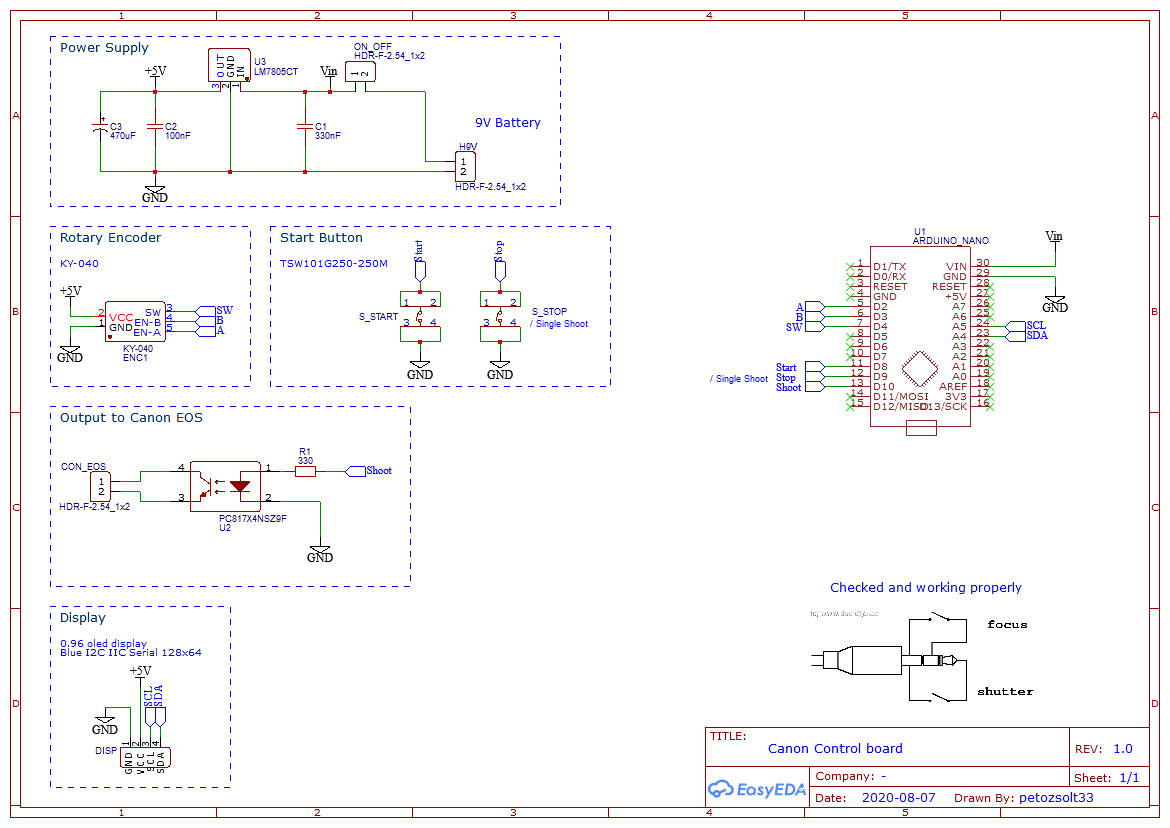 1 2 3 4 5
A B C D
Power Supply
+5V
OUT
GND
IN
3 2 1
U3
LM7805CT
Vin
ON_OFF
HDR-F-2.54_1x2
1 2
C3
470uF
C2
100nF
C1
330nF
9V Battery
H9V
1
2
HDR-F-2.54_1x2
GND
Rotary Encoder
KY-040
+5V
2 VCC
1 GND
SW 3 SW
EN-B 4 B
EN-A 5 A
GND
KY-040
ENC1
Start Button
TSW101G250-250M
Start
Stop
1 2
3 4
S_START
1 2
3 4
S_STOP
/ Single Shoot
GND
GND
Output to Canon EOS
CON_EOS
1
2
HDR-F-2.54_1x2
4
3
1
2
PC817X4NSZ9F
U2
R1
330
Shoot
GND
Display
0.96 oled display
Blue I2C IIC Serial 128x64
+5V
SCL
SDA
GND
DISP
1 2 3 4
GND
VCC
SCL
SDA
U1
ARDUINO_NANO
1 D1/TX
2 D0/RX
3 RESET
4 GND
A 5 D2
B 6 D3
SW 7 D4
8 D5
9 D6
10 D7
Start 11 D8
/ Single Shoot Stop 12 D9
Shoot 13 D10
14 D11/MOSI
15 D12/MISO
VIN 30
GND 29
RESET 28
+5V 27
A7 26
A6 25
A5 24 SCL
A4 23 SDA
A3 22
A2 21
A1 20
A0 19
AREF 18
3V3 17
D13/SCK 16
Vin
GND
Checked and working properly
focus
shutter
TITLE:
Canon Control board
REV: 1.0
EasyEDA
Company: -
Sheet: 1/1
Date: 2020-08-07 Drawn By: petozsolt33
A B C D
1 2 3 4 5